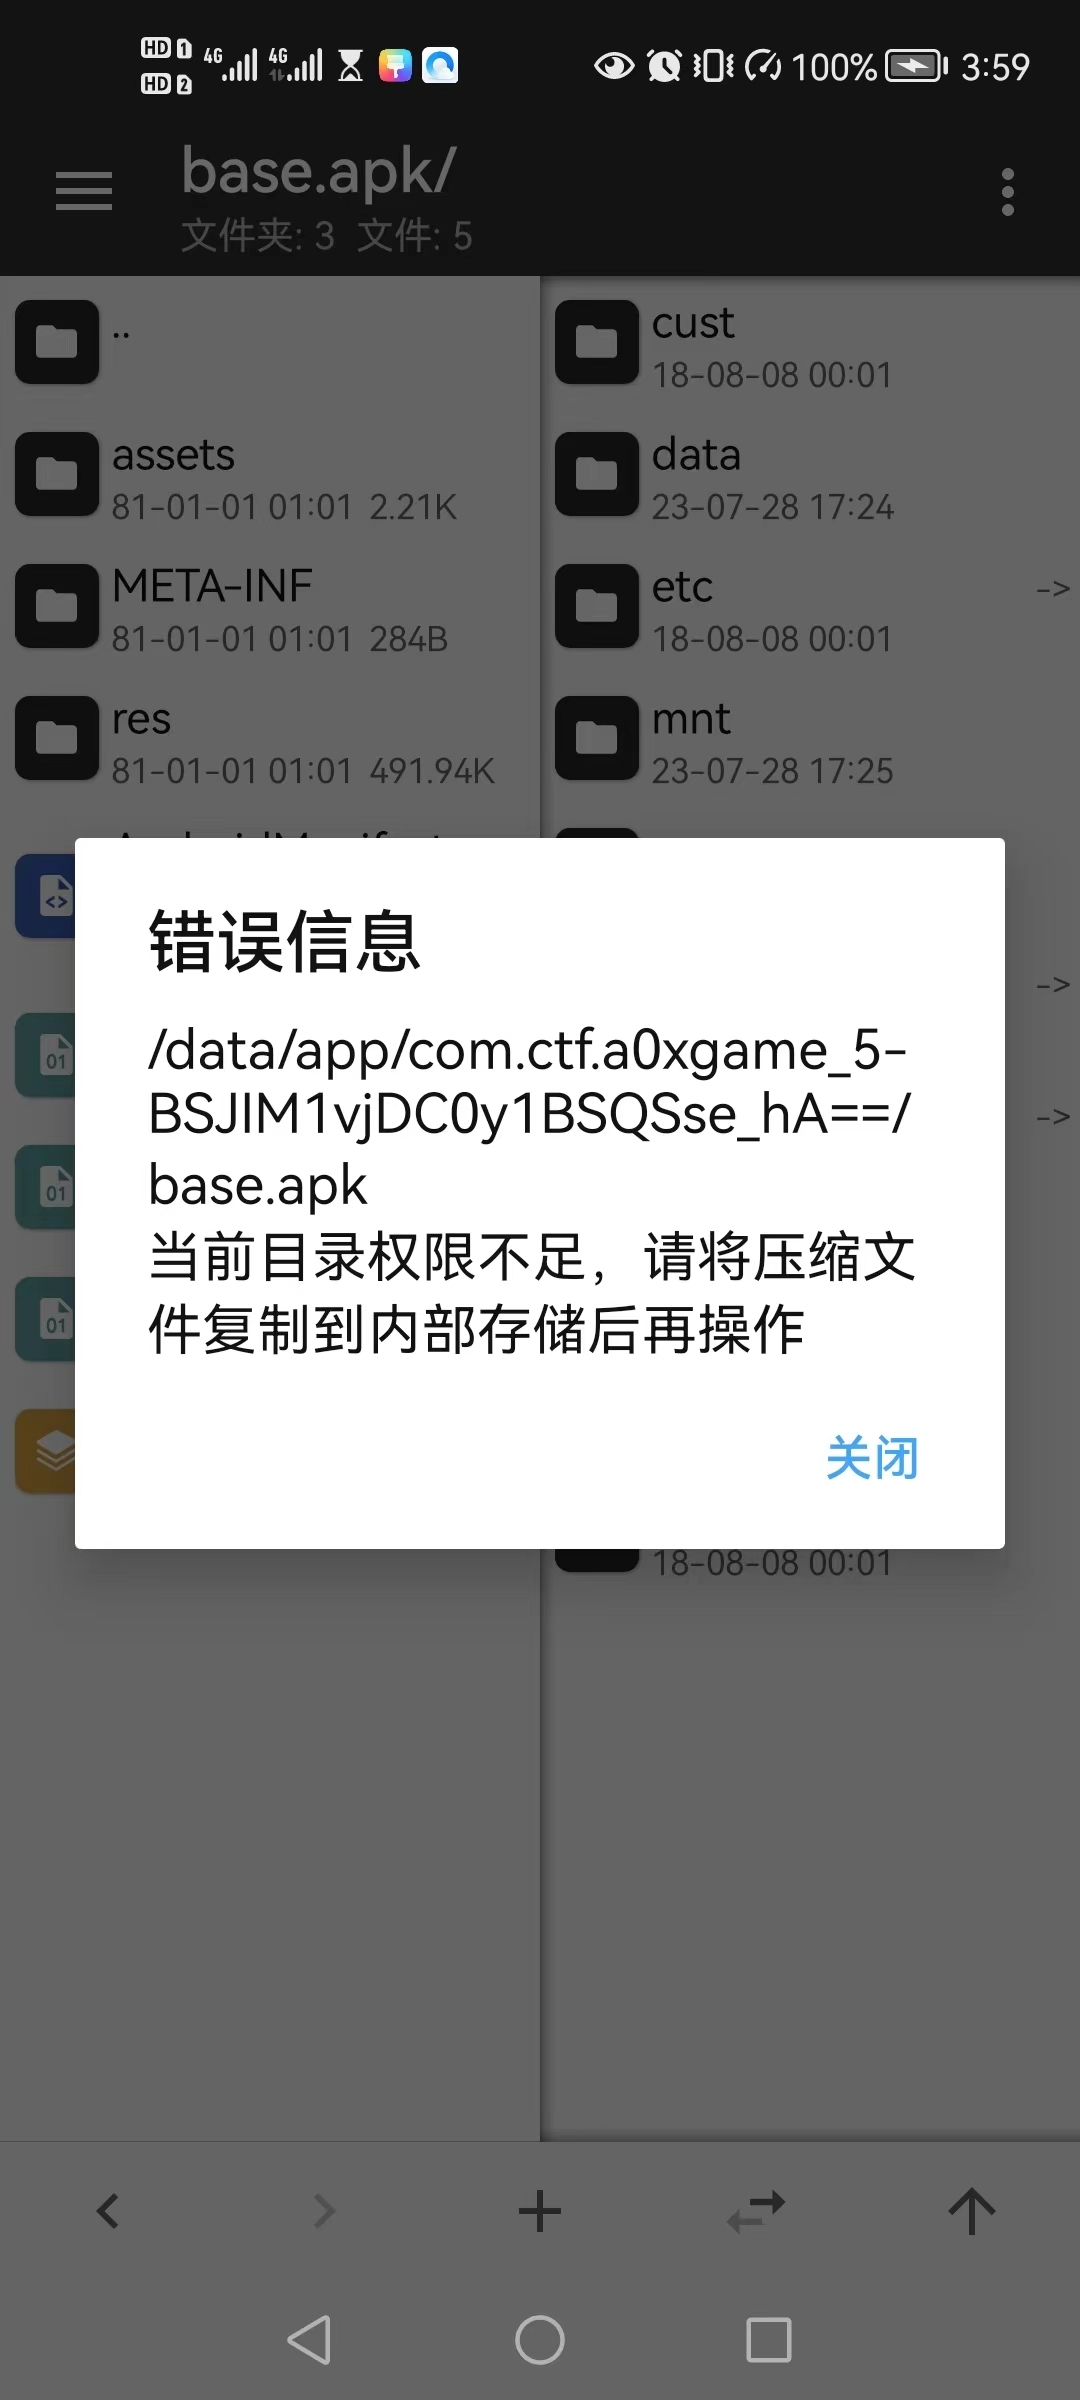 HD 1 4G 4G 100% 3:59
HD 2
base.apk/
文件夹: 3 文件: 5
..
assets
81-01-01 01:01 2.21K
META-INF
81-01-01 01:01 284B
res
81-01-01 01:01 491.94K
cust
18-08-08 00:01
data
23-07-28 17:24
etc ->
18-08-08 00:01
mnt
23-07-28 17:25
->
->
01
01
01
错误信息
/data/app/com.ctf.a0xgame_5-
BSJIM1vjDC0y1BSQSse_hA==/
base.apk
当前目录权限不足，请将压缩文
件复制到内部存储后再操作
关闭
18-08-08 00:01